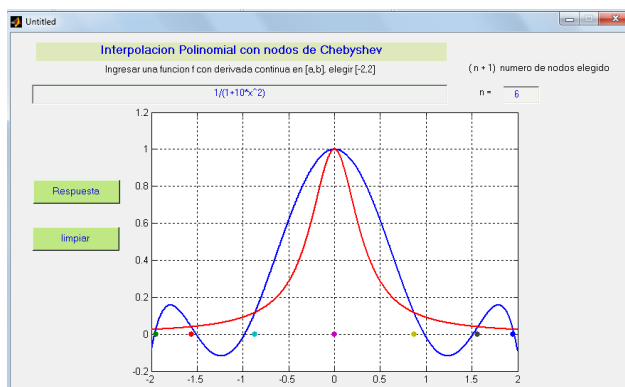 Untitled
Interpolacion Polinomial con nodos de Chebyshev
Ingresar una funcion f con derivada continua en [a,b], elegir [-2,2]
( n + 1) numero de nodos elegido
1/(1+10*x^2)
n = 6
Respuesta
limpiar
1.2
1
0.8
0.6
0.4
0.2
0
-0.2
-2 -1.5 -1 -0.5 0 0.5 1 1.5 2